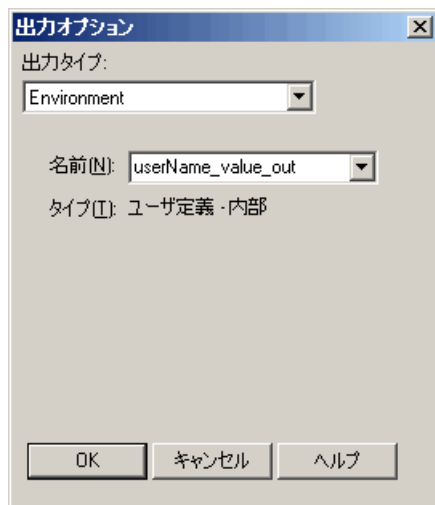 出力オプション
出力タイプ:
Environment
名前(N): userName_value_out
タイプ(T): ユーザ定義 - 内部
OK キャンセル ヘルプ